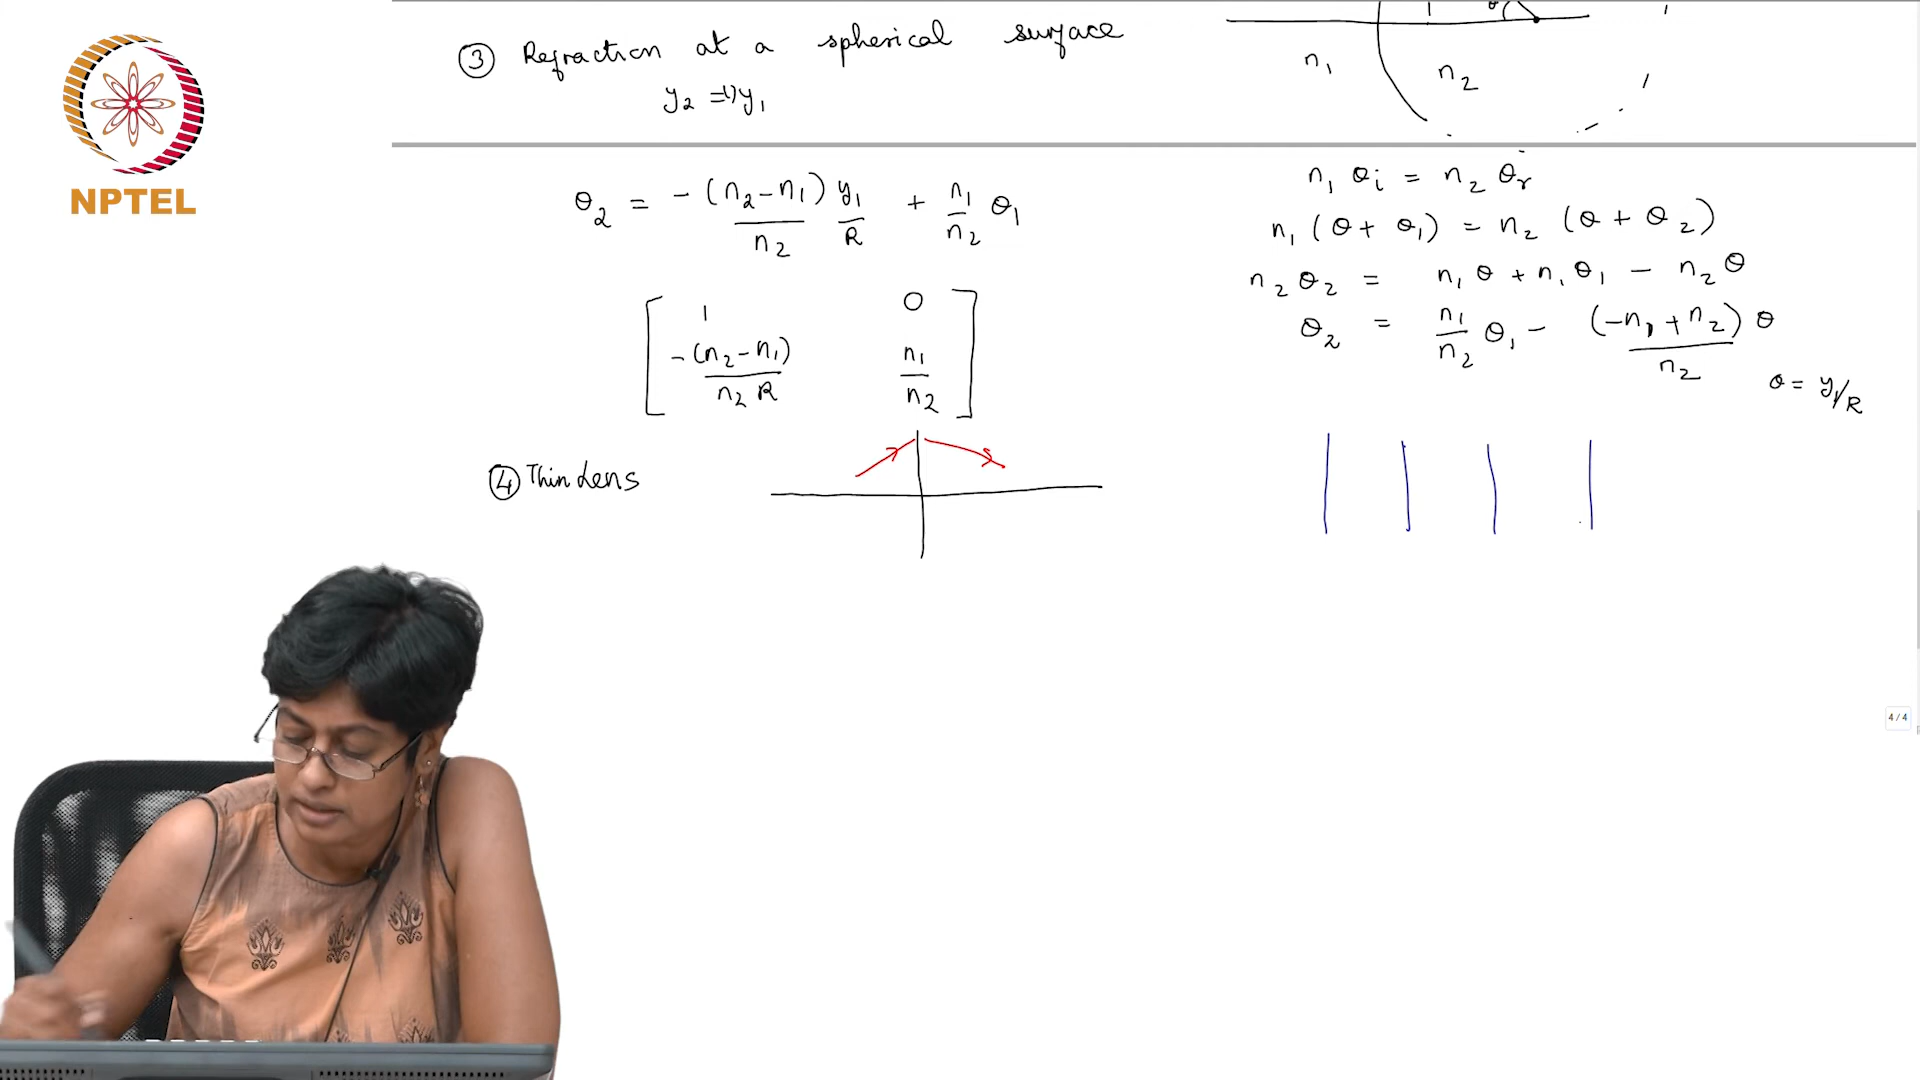 ③ Refraction at a spherical surface
y₂ = 1) y₁
n₁
n₂
θ
NPTEL
θ₂ = -(n₂-n₁)/n₂ y₁/R + n₁/n₂ θ₁
n₁ θi = n₂ θr
n₁ (θ + θ₁) = n₂ (θ + θ₂)
n₂ θ₂ = n₁ θ + n₁ θ₁ - n₂ θ
θ₂ = n₁/n₂ θ₁ - (-n₁ + n₂)/n₂ θ
θ = y₁/R
[ 1 0
-(n₂-n₁)/n₂ R n₁/n₂ ]
④ Thin Lens
4 / 4